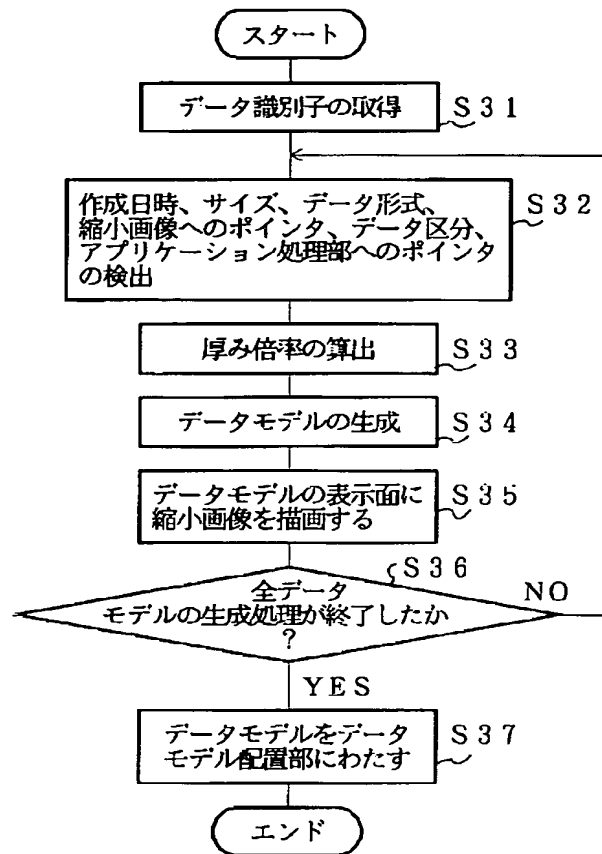 スタート
データ識別子の取得
S31
作成日時、サイズ、データ形式、
縮小画像へのポインタ、データ区分、
アプリケーション処理部へのポインタ
の検出
S32
厚み倍率の算出
S33
データモデルの生成
S34
データモデルの表示面に
縮小画像を描画する
S35
S36
全データ
モデルの生成処理が終了したか
?
NO
YES
データモデルをデータ
モデル配置部にわたす
S37
エンド